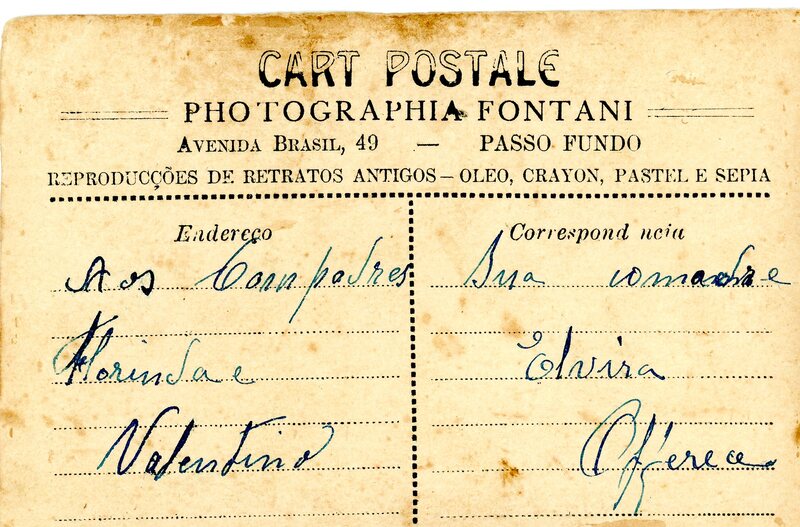 CART POSTALE
PHOTOGRAPHIA FONTANI
AVENIDA BRASIL, 49 — PASSO FUNDO
REPRODUCÇÕES DE RETRATOS ANTIGOS — OLEO, CRAYON, PASTEL E SEPIA
Endereço
Aos Compadres
Florinda e
Valentino
Correspond ncia
Sua comadre
Elvira
Offerece